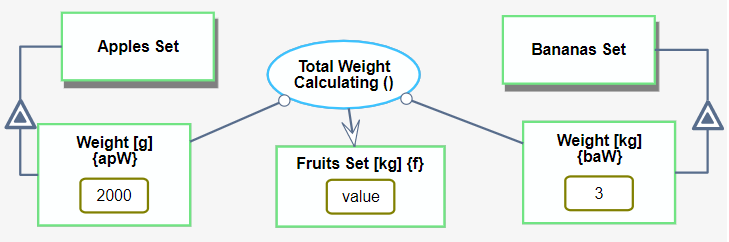 Apples Set
Total Weight
Calculating ()
Bananas Set
Weight [g]
{apW}
2000
Fruits Set [kg] {f}
value
Weight [kg]
{baW}
3